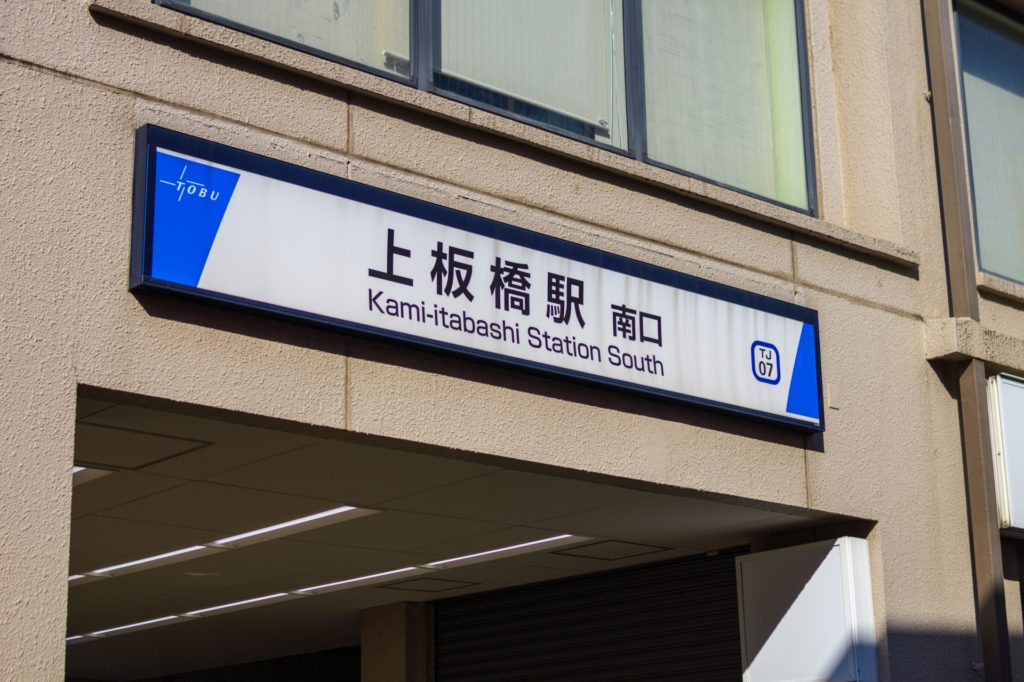 TOBU
上板橋駅 南口
Kami-itabashi Station South
TJ
07